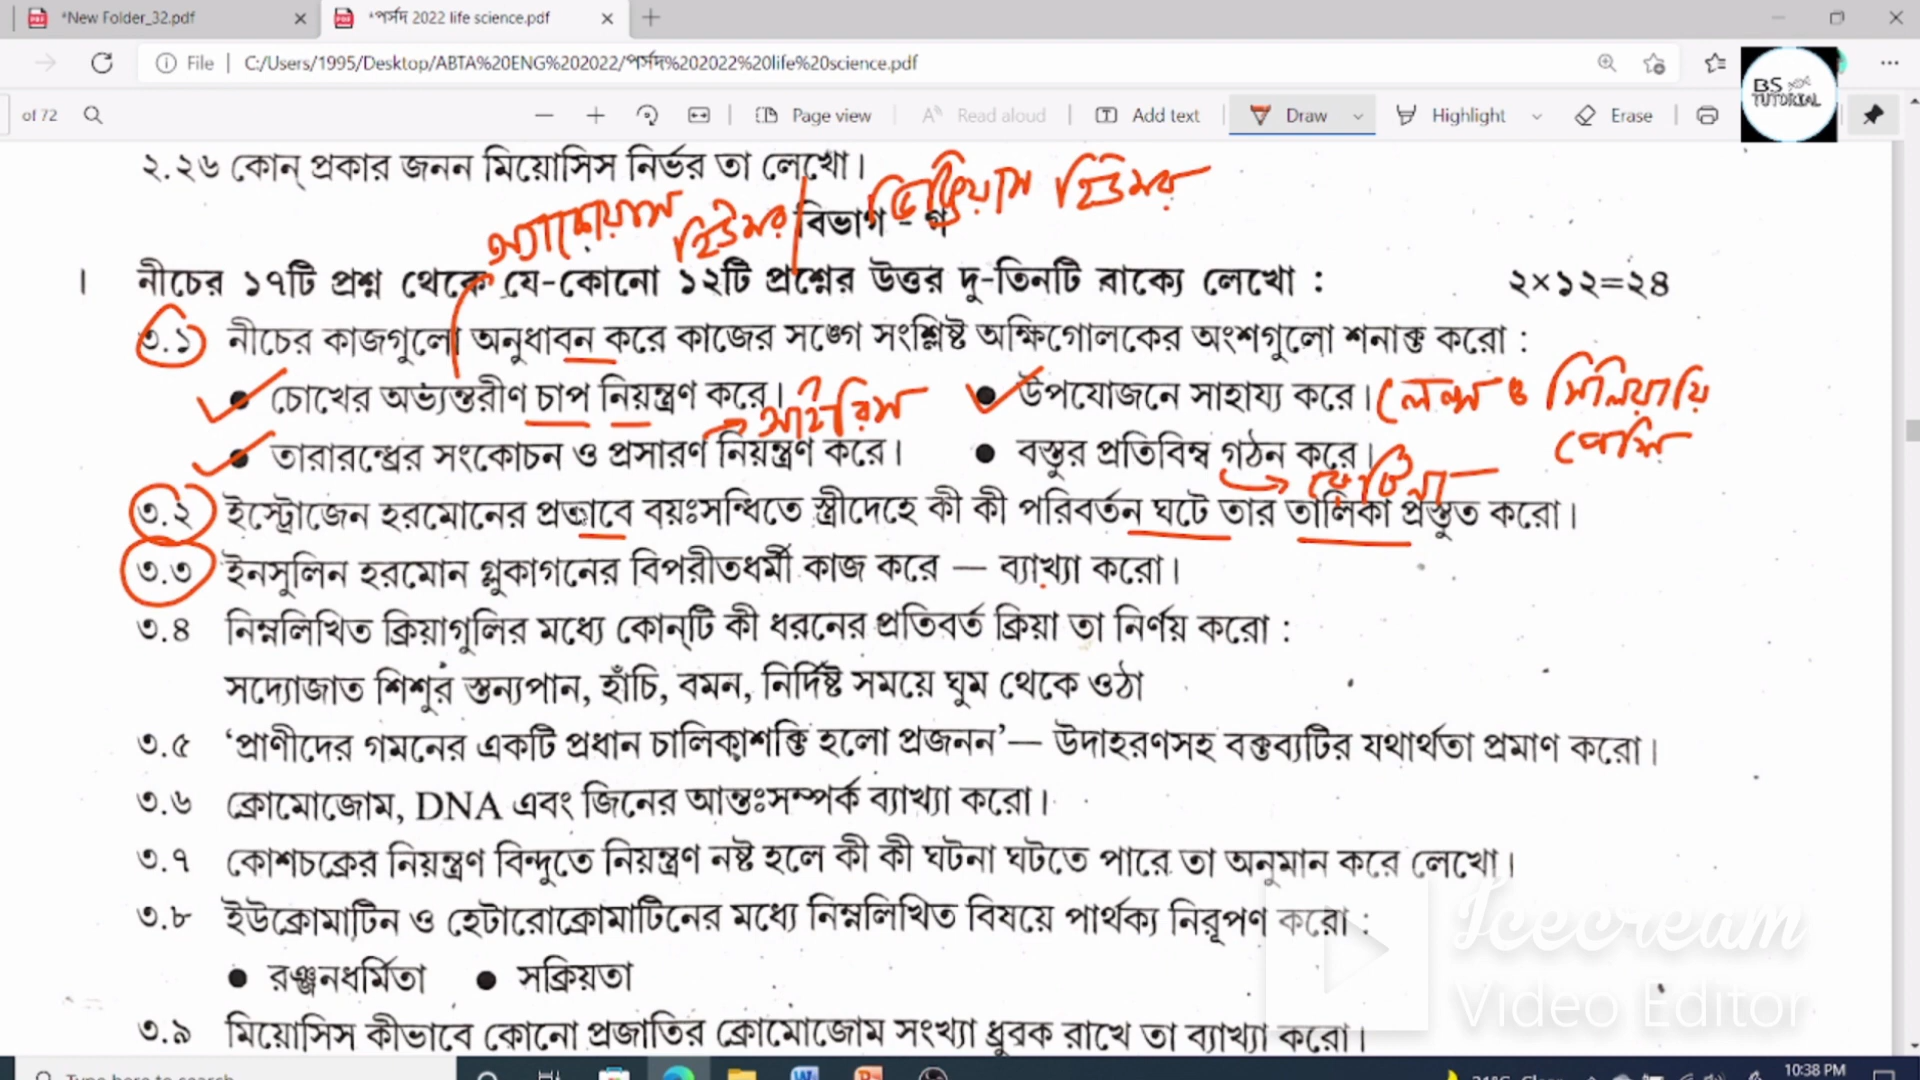 *New Folder_32.pdf
*পর্সদ 2022 life science.pdf
File
C:/Users/1995/Desktop/ABTA%20ENG%202022/পর্সদ%202022%20life%20science.pdf
BS
TUTORIAL
of 72
Page view
Read aloud
Add text
Draw
Highlight
Erase
২.২৬ কোন্ প্রকার জনন মিয়োসিস নির্ভর তা লেখো।
হিউমর
হিউমর
বিভাগ - গ
। নীচের ১৭টি প্রশ্ন থেকে যে-কোনো ১২টি প্রশ্নের উত্তর দু-তিনটি বাক্যে লেখো : ২×১২=২৪
৩.১ নীচের কাজগুলো অনুধাবন করে কাজের সঙ্গে সংশ্লিষ্ট অক্ষিগোলকের অংশগুলো শনাক্ত করো :
● চোখের অভ্যন্তরীণ চাপ নিয়ন্ত্রণ করে। ● উপযোজনে সাহায্য করে। লেন্স ও সিলিয়ারি
আইরিস
পেশি
● তারারন্ধ্রের সংকোচন ও প্রসারণ নিয়ন্ত্রণ করে। ● বস্তুর প্রতিবিম্ব গঠন করে।
রেটিনা
৩.২ ইস্ট্রোজেন হরমোনের প্রভাবে বয়ঃসন্ধিতে স্ত্রীদেহে কী কী পরিবর্তন ঘটে তার তালিকা প্রস্তুত করো।
৩.৩ ইনসুলিন হরমোন গ্লুকাগনের বিপরীতধর্মী কাজ করে — ব্যাখ্যা করো।
৩.৪ নিম্নলিখিত ক্রিয়াগুলির মধ্যে কোন্‌টি কী ধরনের প্রতিবর্ত ক্রিয়া তা নির্ণয় করো :
সদ্যোজাত শিশুর স্তন্যপান, হাঁচি, বমন, নির্দিষ্ট সময়ে ঘুম থেকে ওঠা
৩.৫ ‘প্রাণীদের গমনের একটি প্রধান চালিকাশক্তি হলো প্রজনন’— উদাহরণসহ বক্তব্যটির যথার্থতা প্রমাণ করো।
৩.৬ ক্রোমোজোম, DNA এবং জিনের আন্তঃসম্পর্ক ব্যাখ্যা করো।
৩.৭ কোশচক্রের নিয়ন্ত্রণ বিন্দুতে নিয়ন্ত্রণ নষ্ট হলে কী কী ঘটনা ঘটতে পারে তা অনুমান করে লেখো।
৩.৮ ইউক্রোমাটিন ও হেটারোক্রোমাটিনের মধ্যে নিম্নলিখিত বিষয়ে পার্থক্য নিরূপণ করো :
● রঞ্জনধর্মিতা ● সক্রিয়তা
Icecream
Video Editor
৩.৯ মিয়োসিস কীভাবে কোনো প্রজাতির ক্রোমোজোম সংখ্যা ধ্রুবক রাখে তা ব্যাখ্যা করো।
Type here to search
10:38 PM